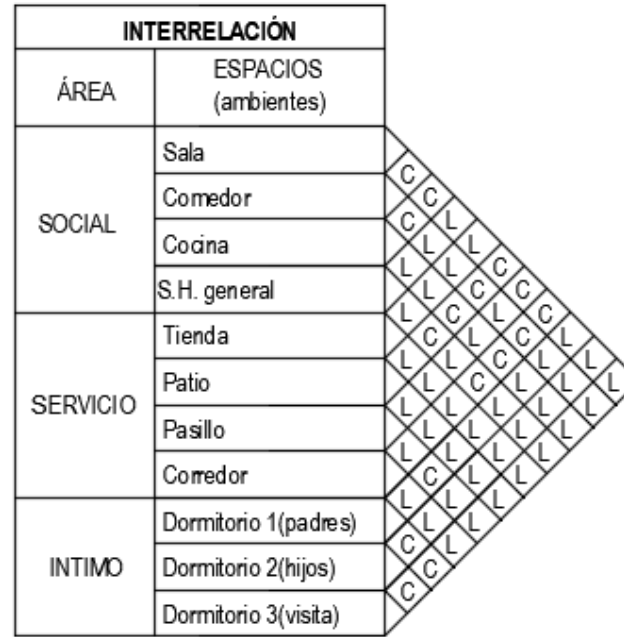 INTERRELACIÓN
ÁREA
ESPACIOS
(ambientes)
SOCIAL
Sala
C
Comedor
C
C L
Cocina
L L
L L C
S.H. general
L C C
L C L C
SERVICIO
Tienda
C L C L
L L C L L
Patio
L C L L L
L L L L L
Pasillo
L L L L
L L L L
Corredor
C L L
L L L
INTIMO
Dormitorio 1(padres)
L L
C L
Dormitorio 2(hijos)
C
C
Dormitorio 3(visita)